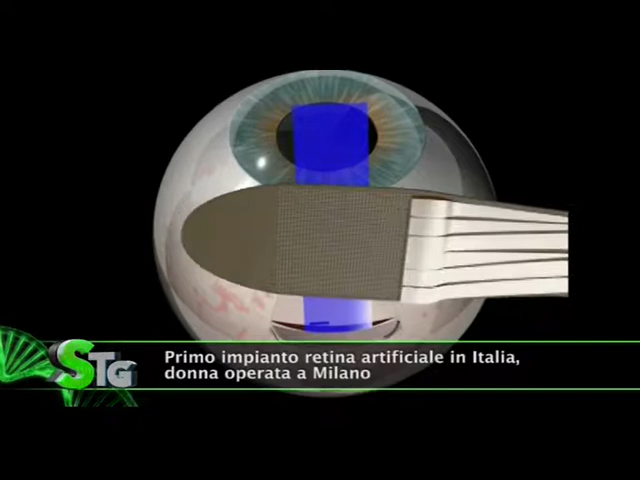 STG
Primo impianto retina artificiale in Italia,
donna operata a Milano